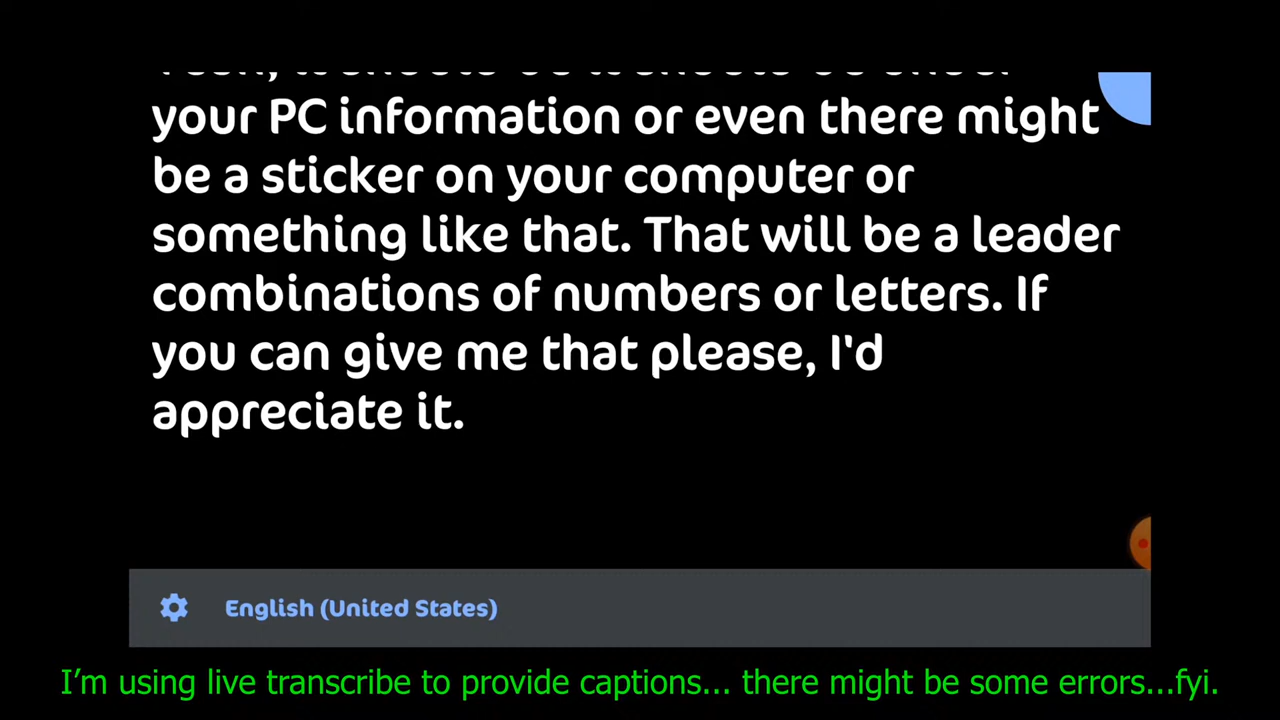 your PC information or even there might
be a sticker on your computer or
something like that. That will be a leader
combinations of numbers or letters. If
you can give me that please, I'd
appreciate it.
English (United States)
I'm using live transcribe to provide captions... there might be some errors...fyi.